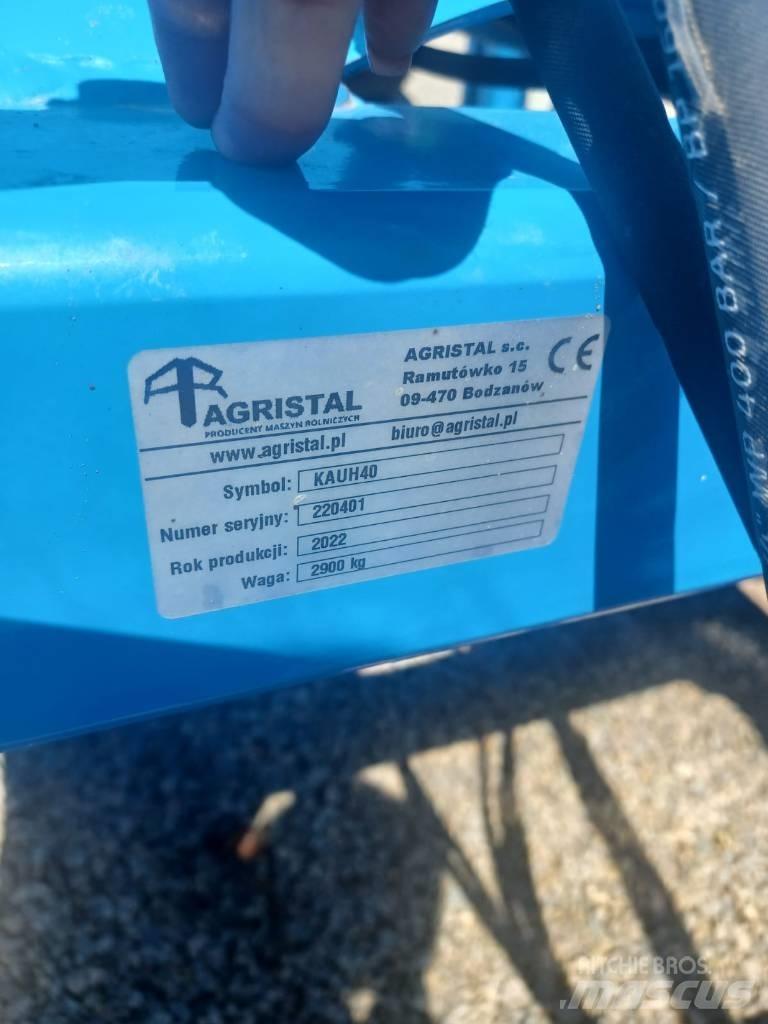 AGRISTAL
PRODUCENT MASZYN ROLNICZYCH
AGRISTAL s.c.
Ramutówko 15
09-470 Bodzanów
CE
www.agristal.pl biuro@agristal.pl
Symbol: KAUH40
Numer seryjny: 220401
Rok produkcji: 2022
Waga: 2900 kg
400 BAR /
RITCHIE BROS.
mascus